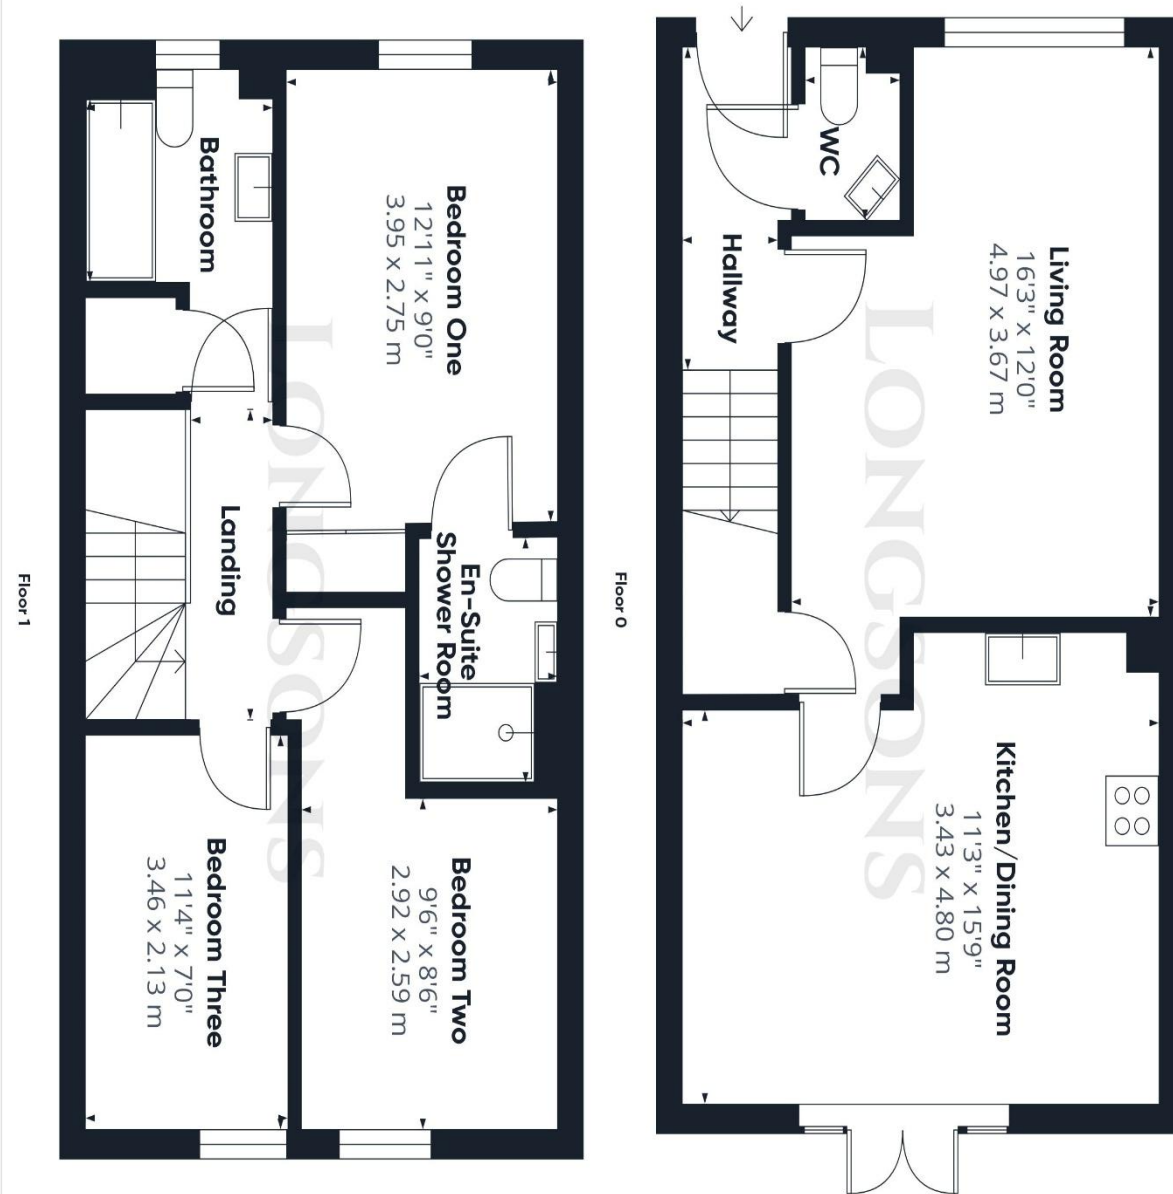 WC
Hallway
Living Room
16'3" x 12'0"
4.97 x 3.67 m
Kitchen/Dining Room
11'3" x 15'9"
3.43 x 4.80 m
LONGSONS
Floor 0
Bathroom
Bedroom One
12'11" x 9'0"
3.95 x 2.75 m
Landing
En-Suite
Shower Room
Bedroom Two
9'6" x 8'6"
2.92 x 2.59 m
Bedroom Three
11'4" x 7'0"
3.46 x 2.13 m
LONGSONS
Floor 1